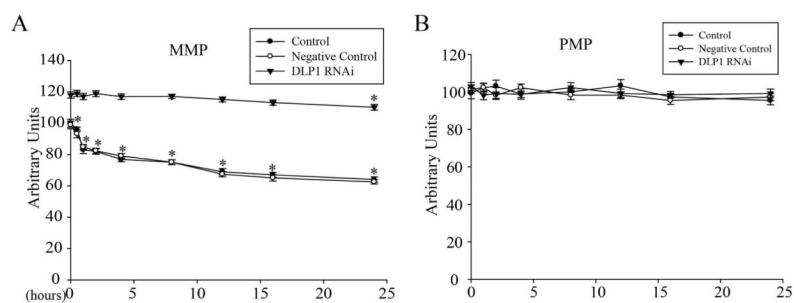 A
MMP
Control
Negative Control
DLP1 RNAi
140
120
100
80
60
40
20
0
Arbitrary Units
* * * * * * * * *
(hours)
0 5 10 15 20 25
B
PMP
Control
Negative Control
DLP1 RNAi
120
100
80
60
40
20
0
Arbitrary Units
0 5 10 15 20 25